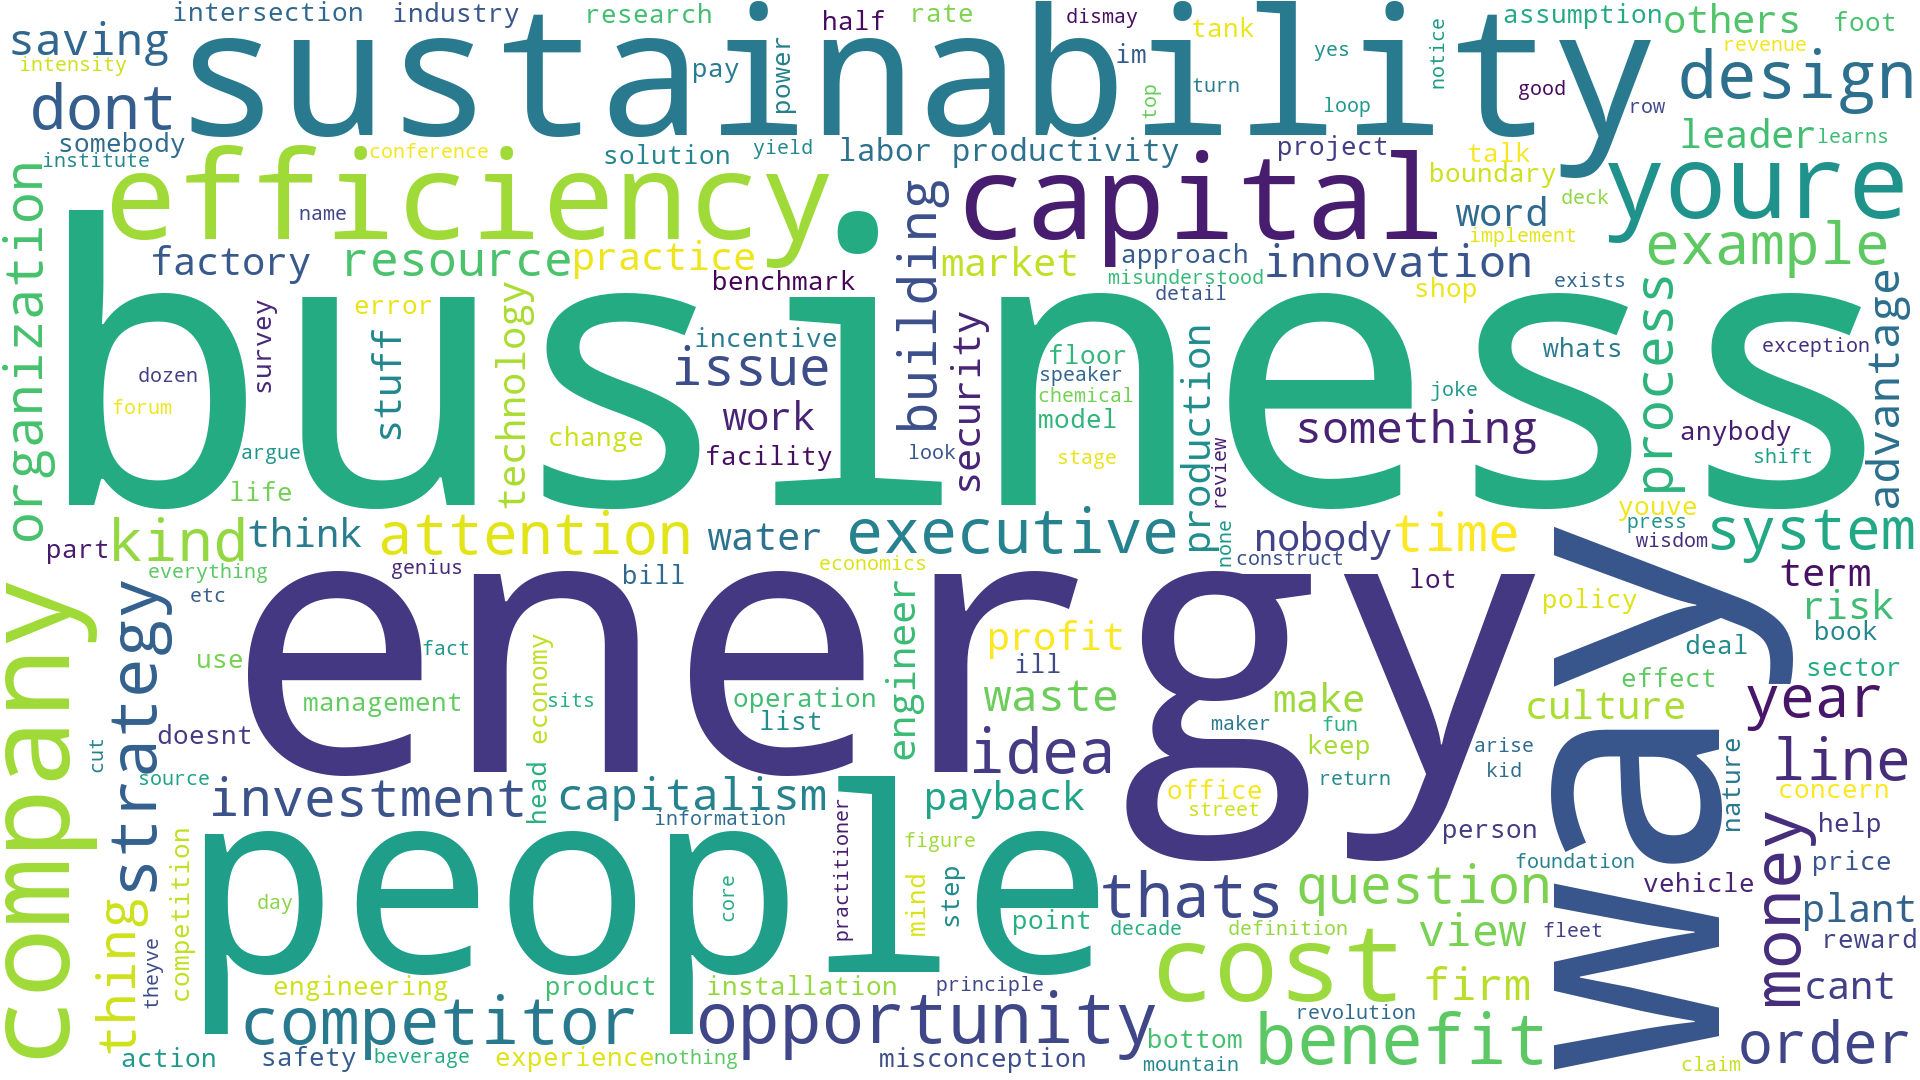 intersection industry research half rate dismay tank assumption others foot
saving sustainability pay power im yes notice revenue
intensity turn top loop good row design
dont
somebody conference solution yield labor productivity project talk leader learns
institute efficiency capital boundary youre
organization name building word deck
factory resource practice market approach innovation implement example
benchmark misunderstood shop exists
survey error technology detail process advantage
business
stuff incentive issue security floor production whats exception
dozen speaker joke
forum work chemical something anybody
argue change facility look model stage review shift
life
part kind think attention water executive none nobody time youve press wisdom system
everything genius bill economics construct lot term
company strategy etc energy engineer way policy risk
use fact economy profit ill deal book
management sits operation waste make effect sector
doesnt list idea maker fun culture year
cut source keep arise
investment head capitalism payback office return kid nature line
information street concern
thing competition people practitioner figure person money help
foundation price
day core mind step thats question vehicle plant
theyve point decade definition view fleet reward
engineering product installation principle cost firm cant
competitor opportunity revolution
action safety beverage experience nothing misconception bottom benefit order
mountain claim